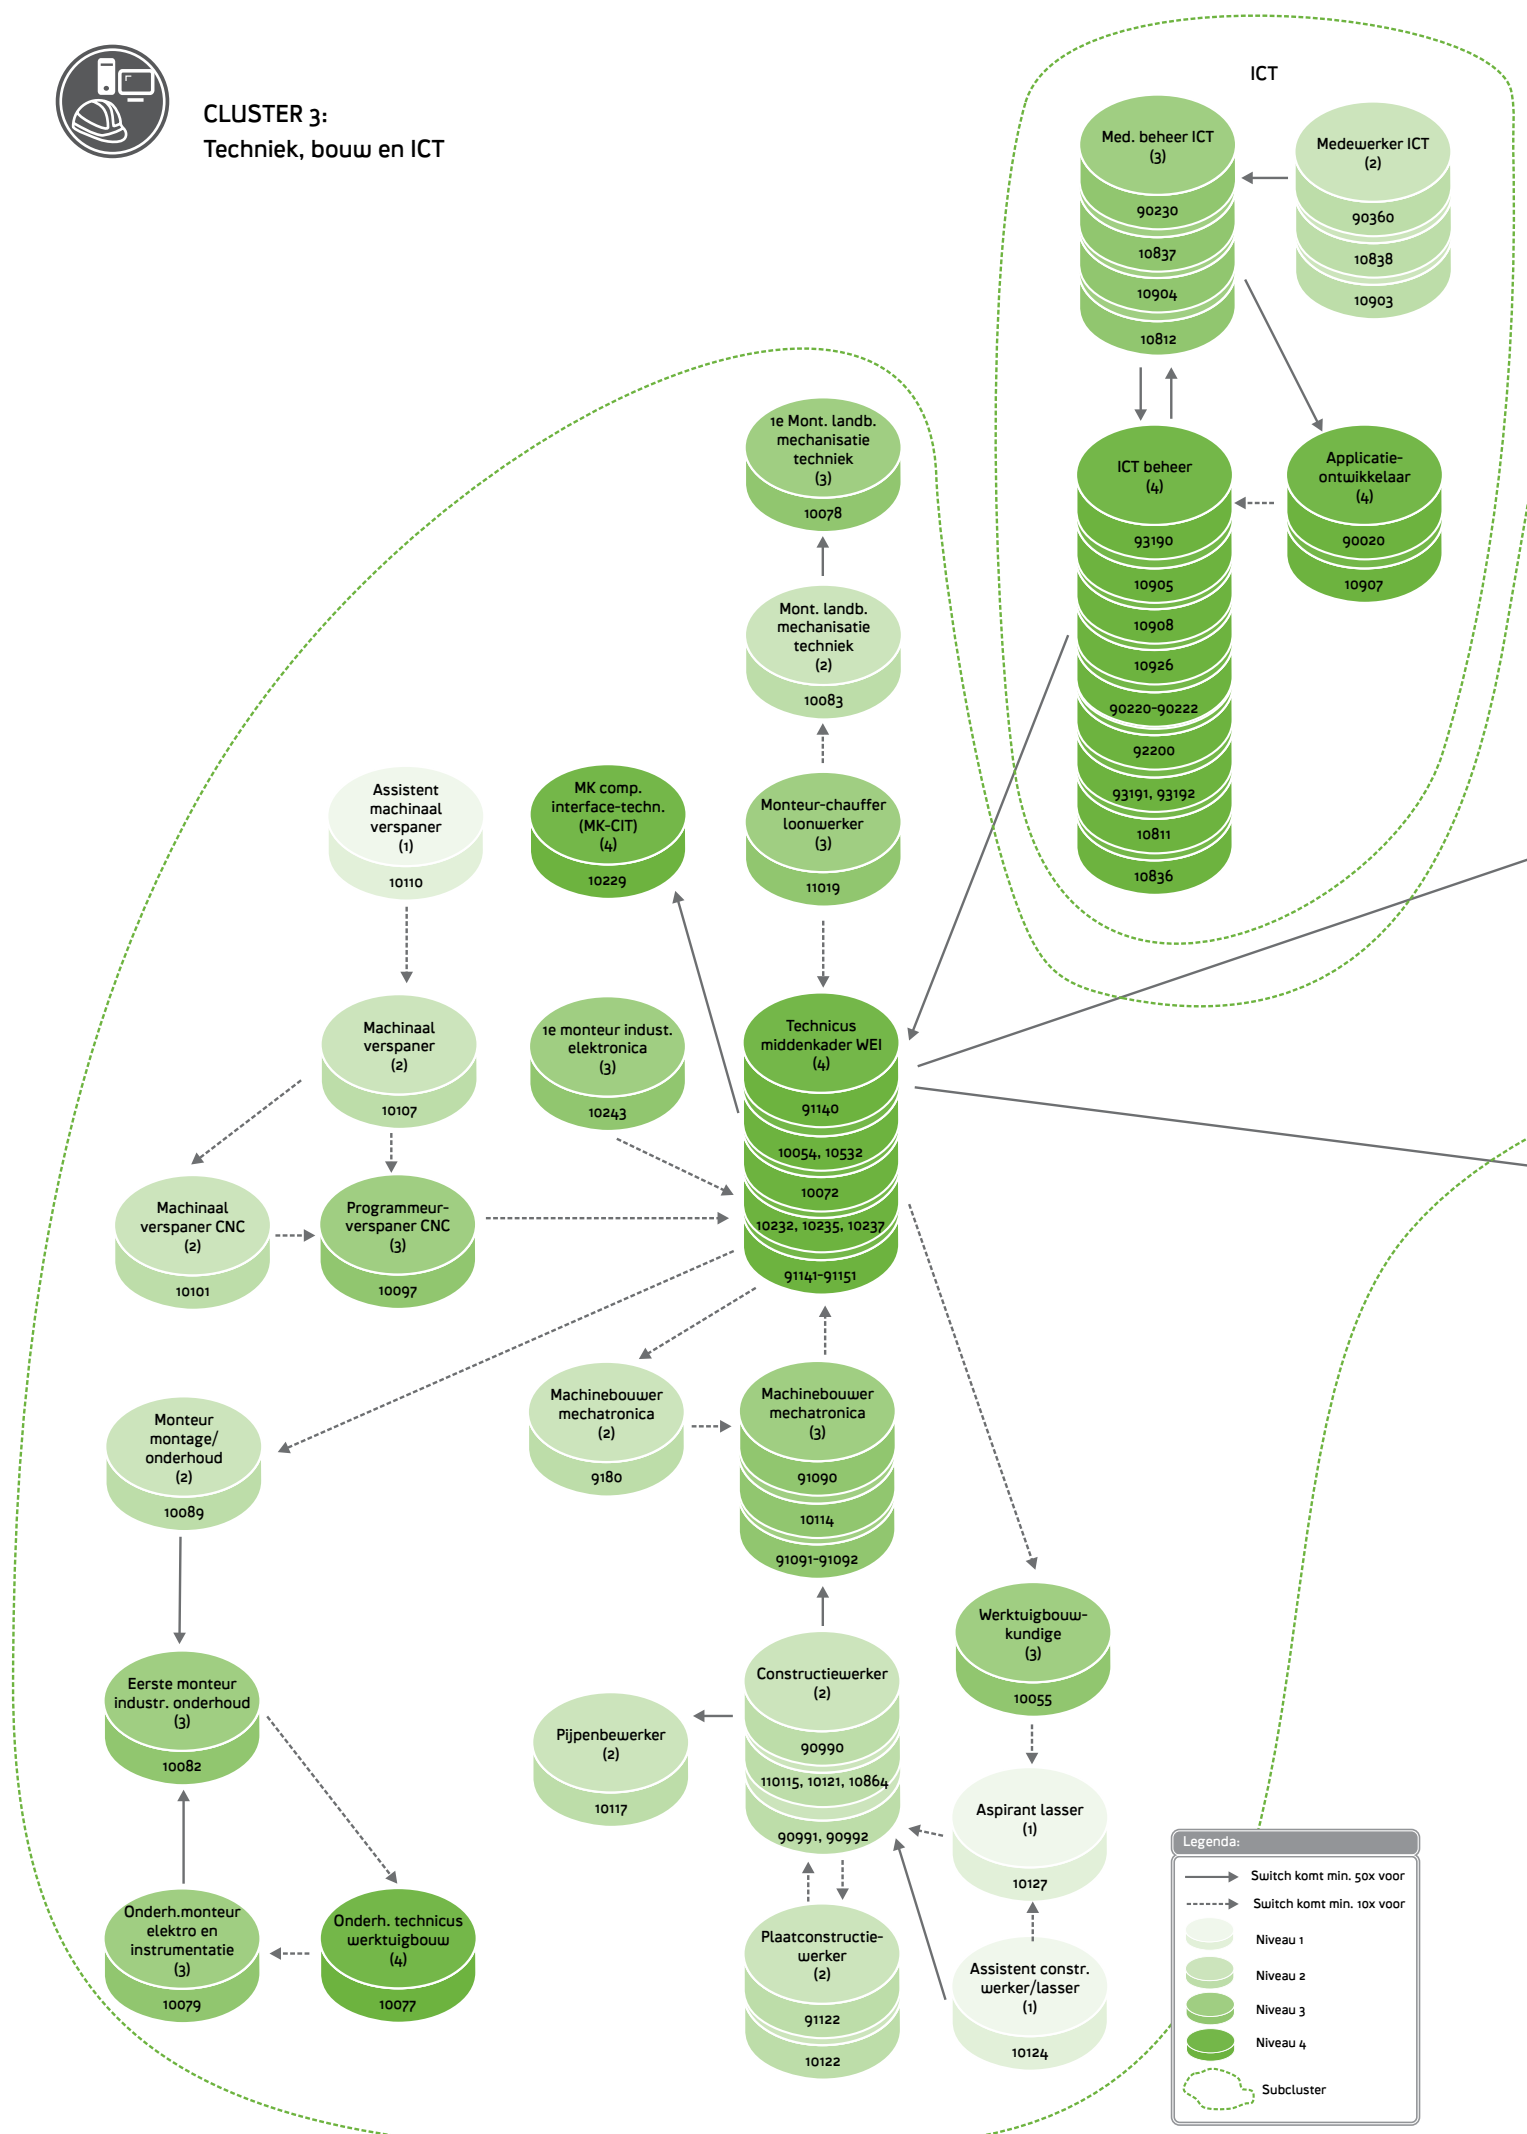 CLUSTER 3:
Techniek, bouw en ICT
ICT
Med. beheer ICT
(3)
90230
10837
10904
10812
Medewerker ICT
(2)
90360
10838
10903
ICT beheer
(4)
93190
10905
10908
10926
90220-90222
92200
93191, 93192
10811
10836
Applicatie-
ontwikkelaar
(4)
90020
10907
1e Mont. landb.
mechanisatie
techniek
(3)
10078
Mont. landb.
mechanisatie
techniek
(2)
10083
Monteur-chauffer
loonwerker
(3)
11019
Assistent
machinaal
verspaner
(1)
10110
MK comp.
interface-techn.
(MK-CIT)
(4)
10229
Machinaal
verspaner
(2)
10107
1e monteur indust.
elektronica
(3)
10243
Technicus
middenkader WEI
(4)
91140
10054, 10532
10072
10232, 10235, 10237
91141-91151
Machinaal
verspaner CNC
(2)
10101
Programmeur-
verspaner CNC
(3)
10097
Monteur
montage/
onderhoud
(2)
10089
Machinebouwer
mechatronica
(2)
9180
Machinebouwer
mechatronica
(3)
91090
10114
91091-91092
Werktuigbouw-
kundige
(3)
10055
Eerste monteur
industr. onderhoud
(3)
10082
Pijpenbewerker
(2)
10117
Constructiewerker
(2)
90990
110115, 10121, 10864
90991, 90992
Aspirant lasser
(1)
10127
Onderh.monteur
elektro en
instrumentatie
(3)
10079
Onderh. technicus
werktuigbouw
(4)
10077
Plaatconstructie-
werker
(2)
91122
10122
Assistent constr.
werker/lasser
(1)
10124
Legenda:
Switch komt min. 50x voor
Switch komt min. 10x voor
Niveau 1
Niveau 2
Niveau 3
Niveau 4
Subcluster